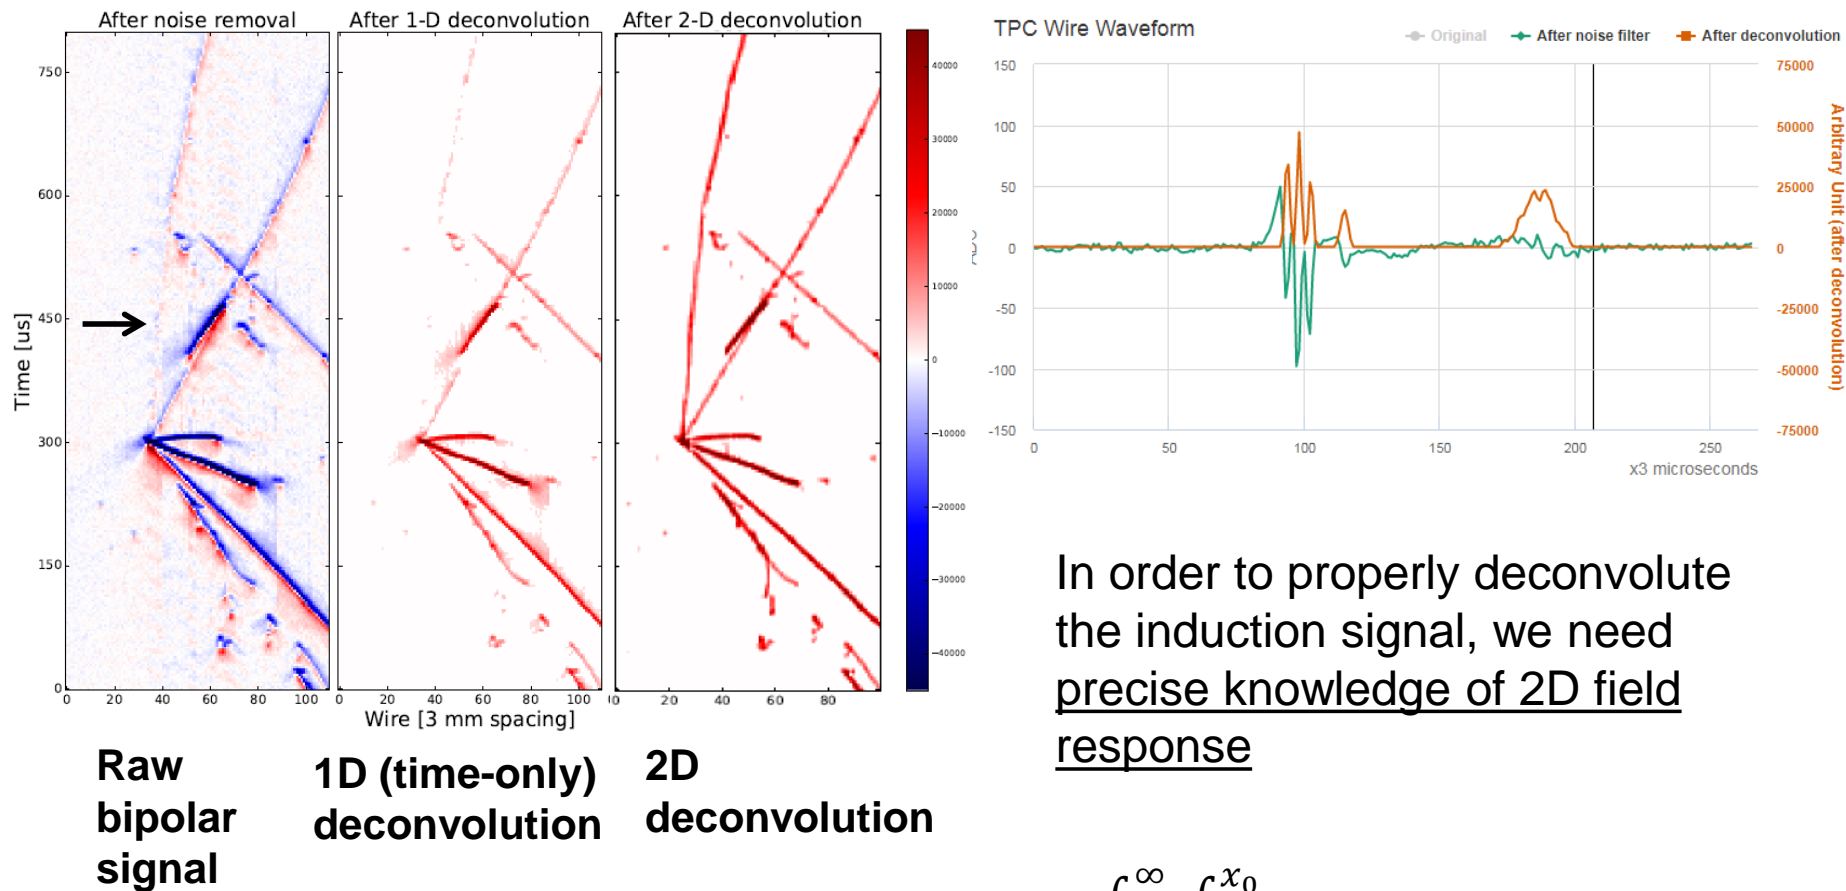 After noise removal
After 1-D deconvolution
After 2-D deconvolution
750
600
450
300
150
0
Time [us]
0 20 40 60 80 100
0 20 40 60 80 100
0 20 40 60 80
Wire [3 mm spacing]
40000
30000
20000
10000
0
−10000
−20000
−30000
−40000
Raw
bipolar
signal
1D (time-only)
deconvolution
2D
deconvolution
TPC Wire Waveform
Original After noise filter After deconvolution
150
100
50
0
-50
-100
-150
75000
50000
25000
0
-25000
-50000
-75000
Arbitrary Unit (after deconvolution)
0 50 100 150 200 250
x3 microseconds
In order to properly deconvolute
the induction signal, we need
precise knowledge of 2D field
response
∞ x₀